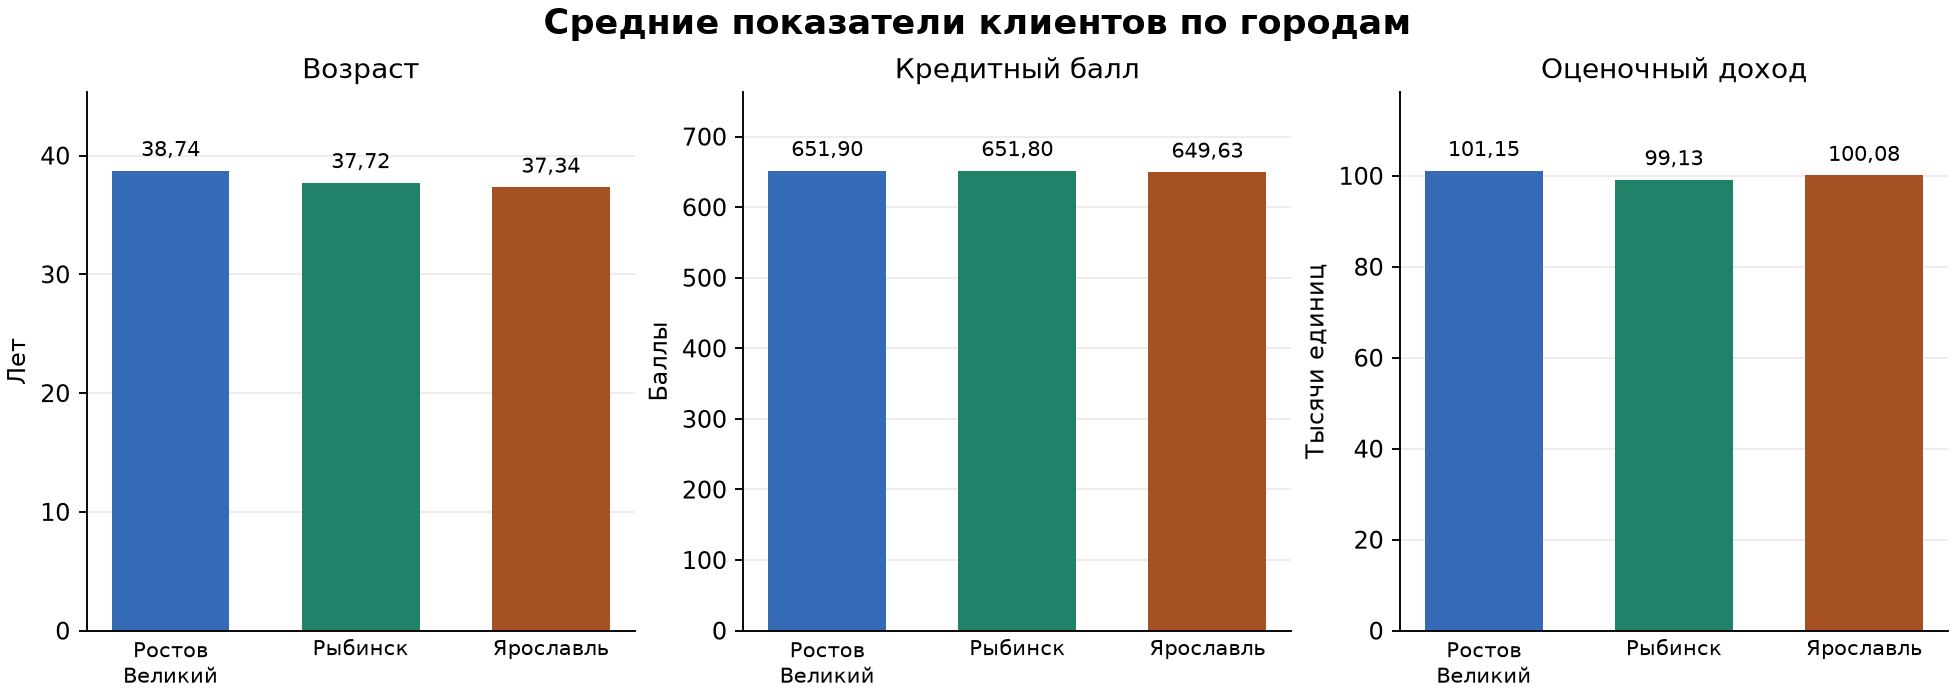 Средние показатели клиентов по городам
Возраст
Лет
40
30
20
10
0
38,74
37,72
37,34
Ростов
Великий
Рыбинск
Ярославль
Кредитный балл
Баллы
700
600
500
400
300
200
100
0
651,90
651,80
649,63
Ростов
Великий
Рыбинск
Ярославль
Оценочный доход
Тысячи единиц
100
80
60
40
20
0
101,15
99,13
100,08
Ростов
Великий
Рыбинск
Ярославль